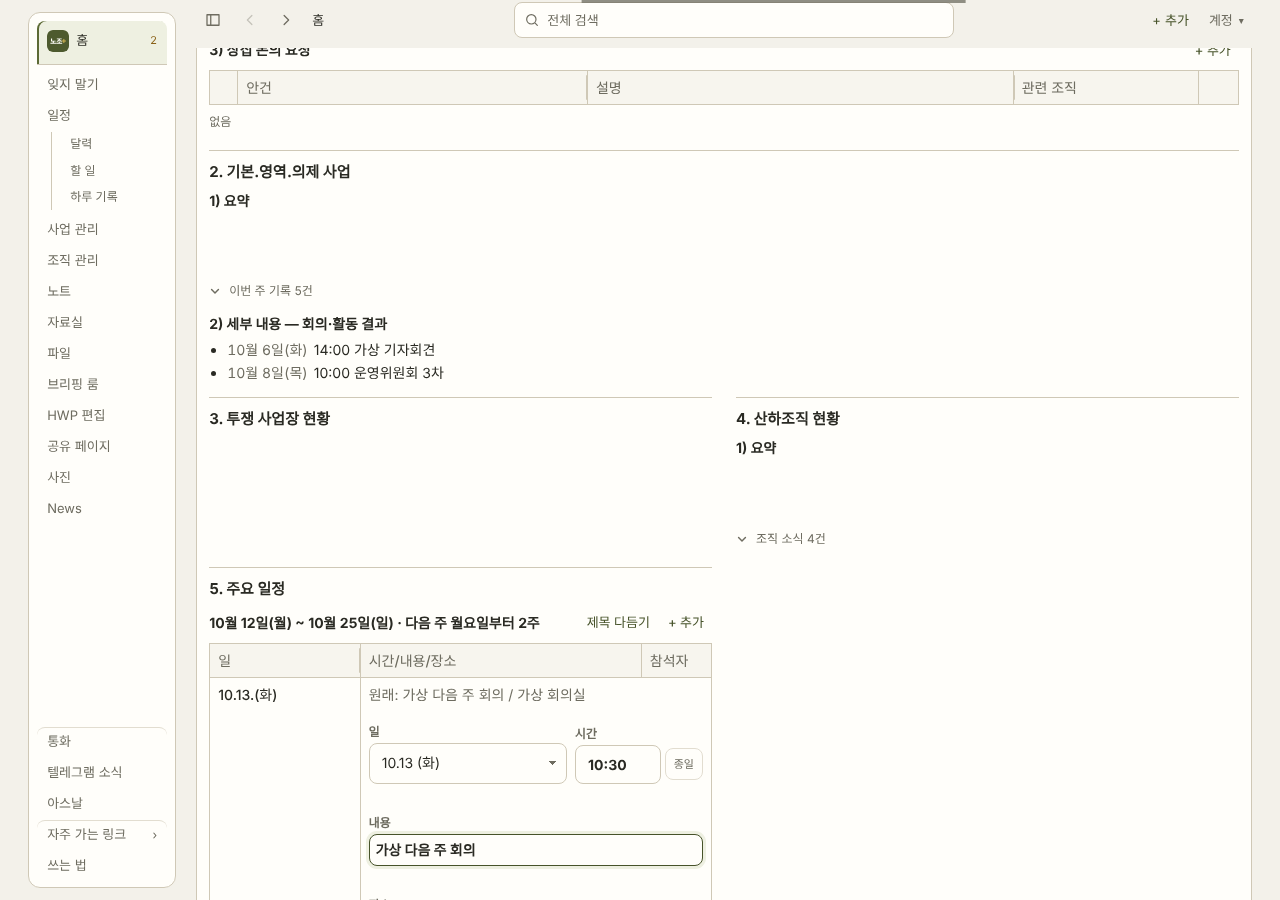 노조
홈
2
잊지 말기
일정
달력
할 일
하루 기록
사업 관리
조직 관리
노트
자료실
파일
브리핑 룸
HWP 편집
공유 페이지
사진
News
통화
텔레그램 소식
아스날
자주 가는 링크 ›
쓰는 법
홈
전체 검색
+ 추가
계정 ▾
+ 추가
안건
설명
관련 조직
없음
2. 기본.영역.의제 사업
1) 요약
이번 주 기록 5건
2) 세부 내용 — 회의·활동 결과
• 10월 6일(화) 14:00 가상 기자회견
• 10월 8일(목) 10:00 운영위원회 3차
3. 투쟁 사업장 현황
4. 산하조직 현황
1) 요약
조직 소식 4건
5. 주요 일정
10월 12일(월) ~ 10월 25일(일) · 다음 주 월요일부터 2주
제목 다듬기
+ 추가
일
시간/내용/장소
참석자
10.13.(화)
원래: 가상 다음 주 회의 / 가상 회의실
일
시간
10.13 (화)
10:30
종일
내용
가상 다음 주 회의